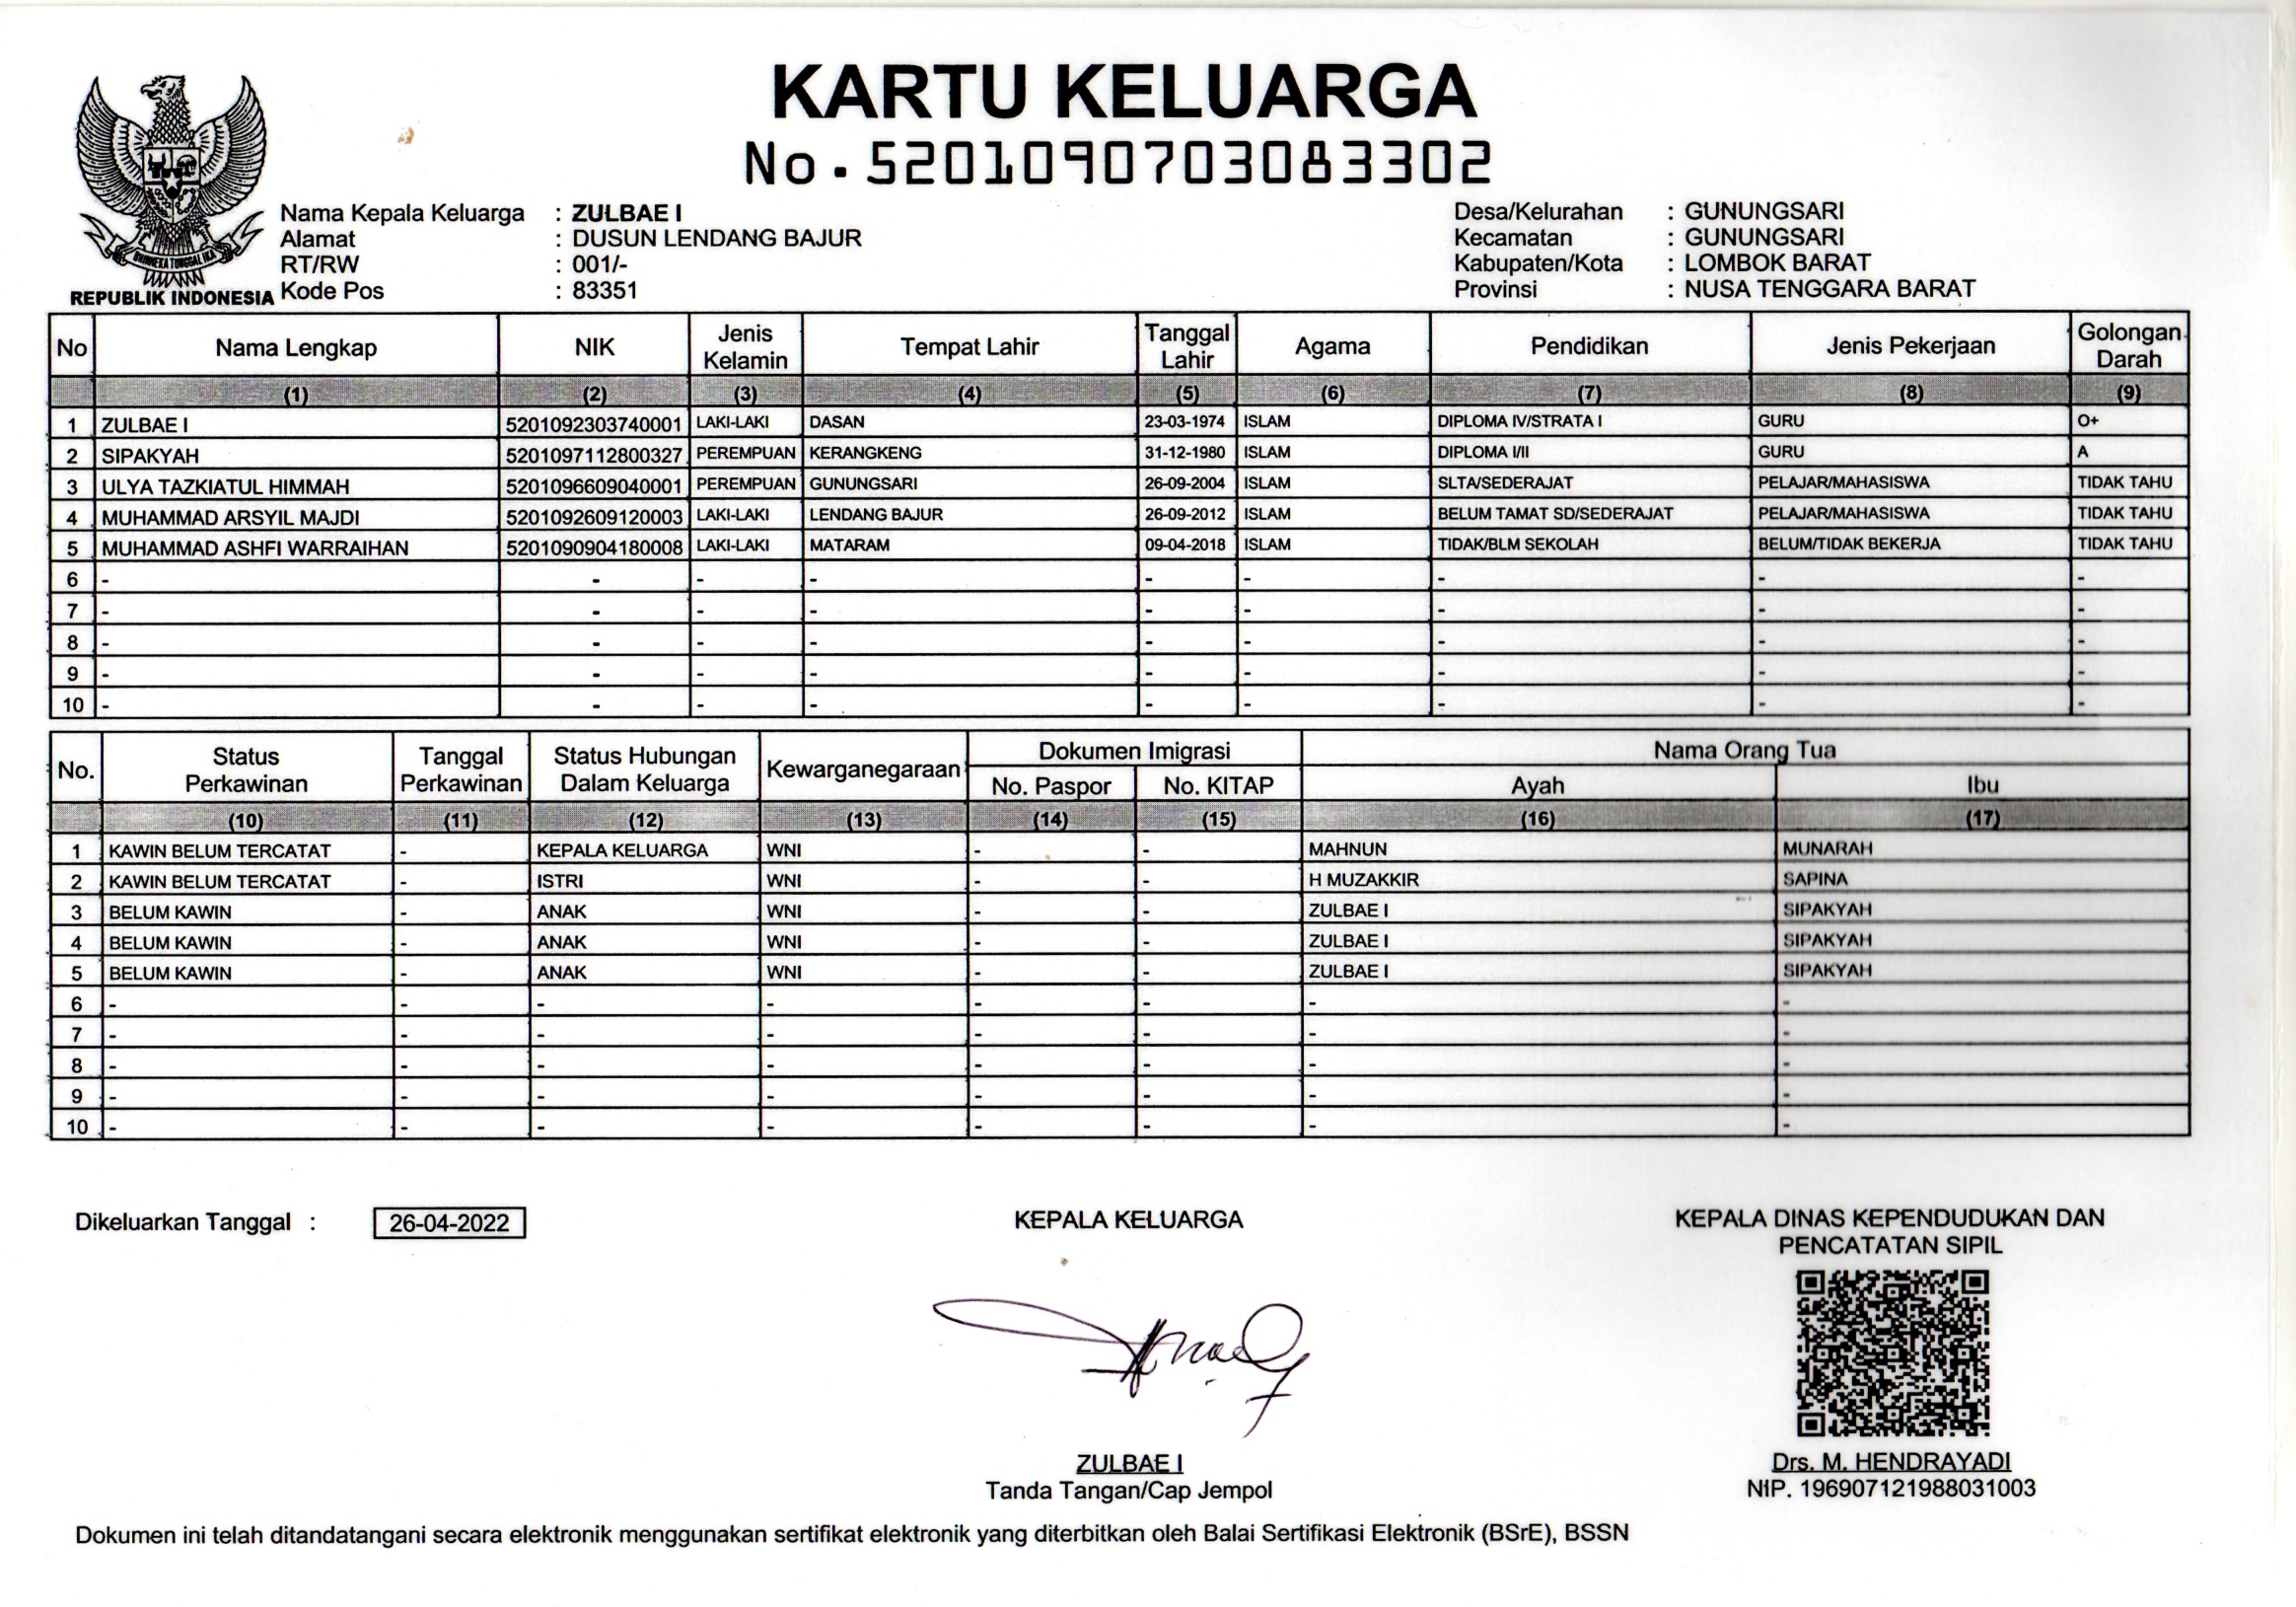 KARTU KELUARGA
No.5201090703083302
BHINNEKA TUNGGAL IKA
REPUBLIK INDONESIA
Nama Kepala Keluarga : ZULBAE I
Alamat : DUSUN LENDANG BAJUR
RT/RW : 001/-
Kode Pos : 83351
Desa/Kelurahan : GUNUNGSARI
Kecamatan : GUNUNGSARI
Kabupaten/Kota : LOMBOK BARAT
Provinsi : NUSA TENGGARA BARAT
No Nama Lengkap NIK Jenis Kelamin Tempat Lahir Tanggal Lahir Agama Pendidikan Jenis Pekerjaan Golongan Darah
(1) (2) (3) (4) (5) (6) (7) (8) (9)
1 ZULBAE I 5201092303740001 LAKI-LAKI DASAN 23-03-1974 ISLAM DIPLOMA IV/STRATA I GURU O+
2 SIPAKYAH 5201097112800327 PEREMPUAN KERANGKENG 31-12-1980 ISLAM DIPLOMA I/II GURU A
3 ULYA TAZKIATUL HIMMAH 5201096609040001 PEREMPUAN GUNUNGSARI 26-09-2004 ISLAM SLTA/SEDERAJAT PELAJAR/MAHASISWA TIDAK TAHU
4 MUHAMMAD ARSYIL MAJDI 5201092609120003 LAKI-LAKI LENDANG BAJUR 26-09-2012 ISLAM BELUM TAMAT SD/SEDERAJAT PELAJAR/MAHASISWA TIDAK TAHU
5 MUHAMMAD ASHFI WARRAIHAN 5201090904180008 LAKI-LAKI MATARAM 09-04-2018 ISLAM TIDAK/BLM SEKOLAH BELUM/TIDAK BEKERJA TIDAK TAHU
6 - - - - - - - - -
7 - - - - - - - - -
8 - - - - - - - - -
9 - - - - - - - - -
10 - - - - - - - - -
No. Status Perkawinan Tanggal Perkawinan Status Hubungan Dalam Keluarga Kewarganegaraan Dokumen Imigrasi Nama Orang Tua
No. Paspor No. KITAP Ayah Ibu
(10) (11) (12) (13) (14) (15) (16) (17)
1 KAWIN BELUM TERCATAT - KEPALA KELUARGA WNI - - MAHNUN MUNARAH
2 KAWIN BELUM TERCATAT - ISTRI WNI - - H MUZAKKIR SAPINA
3 BELUM KAWIN - ANAK WNI - - ZULBAE I SIPAKYAH
4 BELUM KAWIN - ANAK WNI - - ZULBAE I SIPAKYAH
5 BELUM KAWIN - ANAK WNI - - ZULBAE I SIPAKYAH
6 - - - - - - - -
7 - - - - - - - -
8 - - - - - - - -
9 - - - - - - - -
10 - - - - - - - -
Dikeluarkan Tanggal : 26-04-2022
KEPALA KELUARGA
ZULBAE I
Tanda Tangan/Cap Jempol
KEPALA DINAS KEPENDUDUKAN DAN
PENCATATAN SIPIL
Drs. M. HENDRAYADI
NIP. 196907121988031003
Dokumen ini telah ditandatangani secara elektronik menggunakan sertifikat elektronik yang diterbitkan oleh Balai Sertifikasi Elektronik (BSrE), BSSN